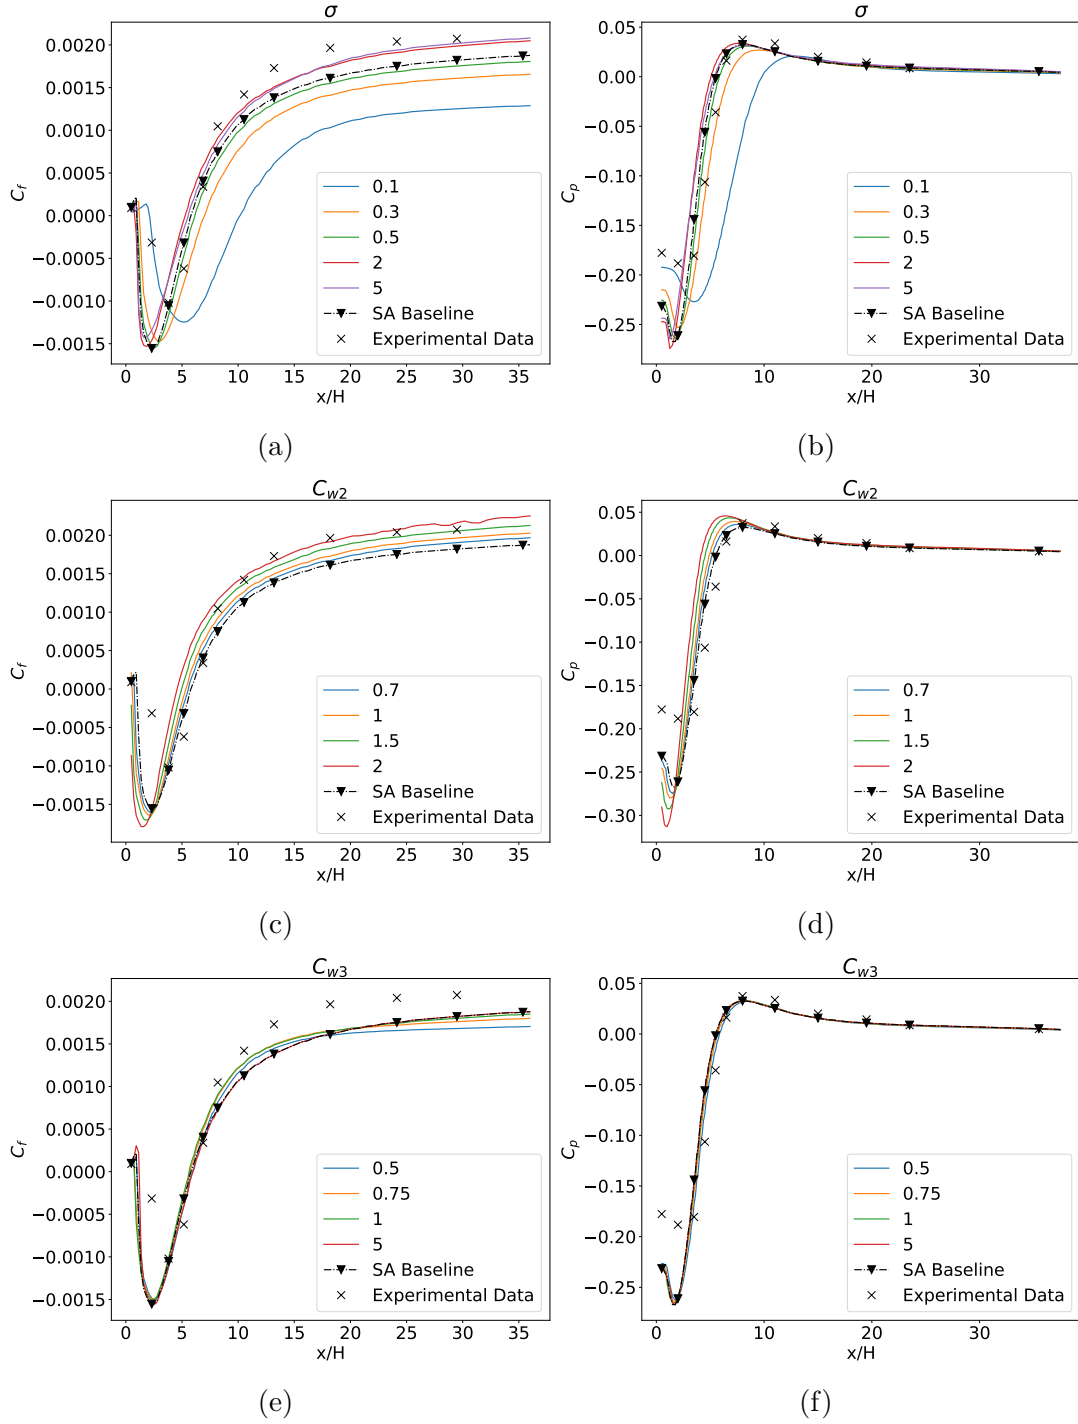 σ
0.0020
0.0015
0.0010
0.0005
0.0000
−0.0005
−0.0010
−0.0015
C_f
0.1
0.3
0.5
2
5
SA Baseline
Experimental Data
0 5 10 15 20 25 30 35
x/H
(a)
σ
0.05
0.00
−0.05
−0.10
−0.15
−0.20
−0.25
C_p
0.1
0.3
0.5
2
5
SA Baseline
Experimental Data
0 10 20 30
x/H
(b)
C_{w2}
0.0020
0.0015
0.0010
0.0005
0.0000
−0.0005
−0.0010
−0.0015
C_f
0.7
1
1.5
2
SA Baseline
Experimental Data
0 5 10 15 20 25 30 35
x/H
(c)
C_{w2}
0.05
0.00
−0.05
−0.10
−0.15
−0.20
−0.25
−0.30
C_p
0.7
1
1.5
2
SA Baseline
Experimental Data
0 10 20 30
x/H
(d)
C_{w3}
0.0020
0.0015
0.0010
0.0005
0.0000
−0.0005
−0.0010
−0.0015
C_f
0.5
0.75
1
5
SA Baseline
Experimental Data
0 5 10 15 20 25 30 35
x/H
(e)
C_{w3}
0.05
0.00
−0.05
−0.10
−0.15
−0.20
−0.25
C_p
0.5
0.75
1
5
SA Baseline
Experimental Data
0 10 20 30
x/H
(f)